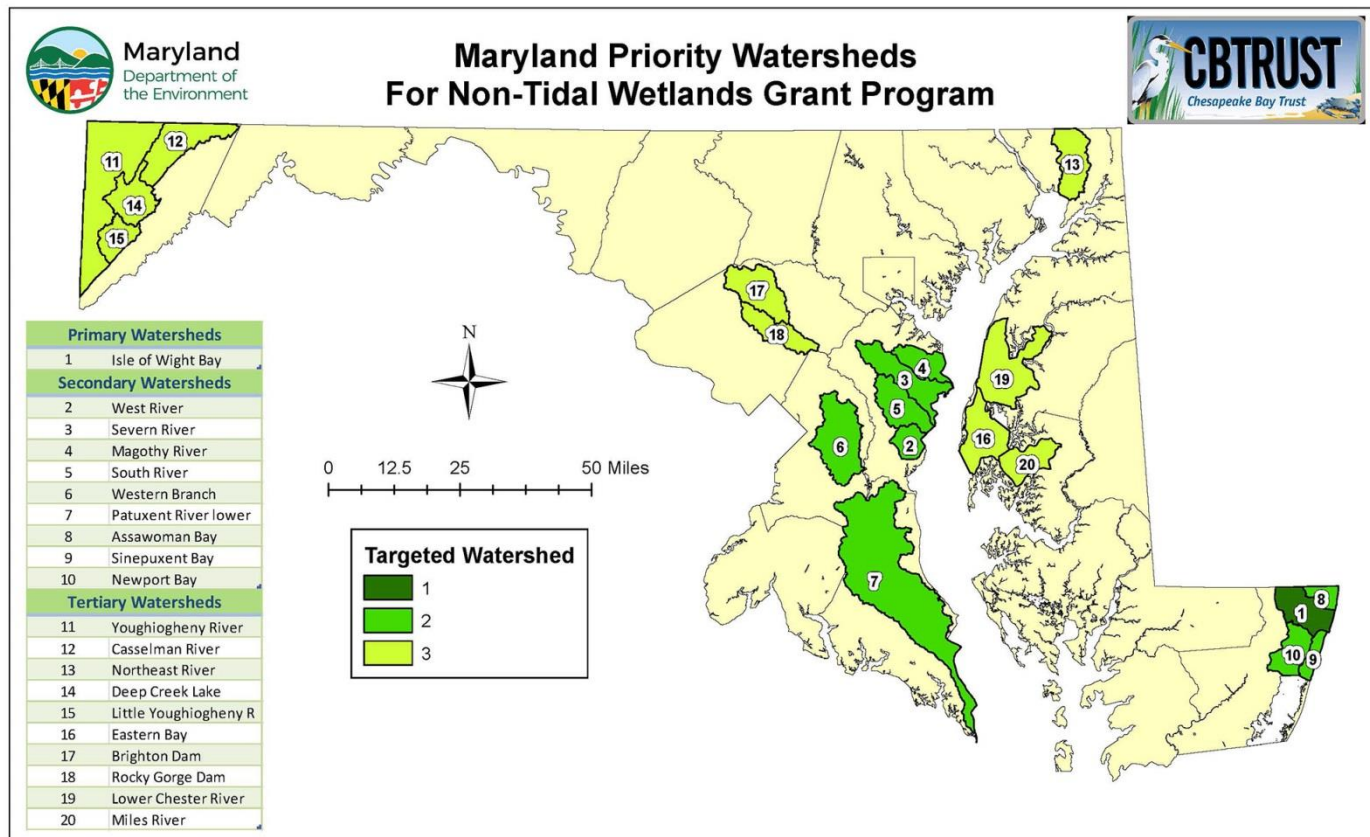 Maryland
Department of
the Environment
Maryland Priority Watersheds
For Non-Tidal Wetlands Grant Program
CBTRUST
Chesapeake Bay Trust
11
12
14
15
13
17
18
4
3
5
2
6
7
19
16
20
8
1
10
9
N
0 12.5 25 50 Miles
Targeted Watershed
1
2
3
Primary Watersheds
1 Isle of Wight Bay
Secondary Watersheds
2 West River
3 Severn River
4 Magothy River
5 South River
6 Western Branch
7 Patuxent River lower
8 Assawoman Bay
9 Sinepuxent Bay
10 Newport Bay
Tertiary Watersheds
11 Youghiogheny River
12 Casselman River
13 Northeast River
14 Deep Creek Lake
15 Little Youghiogheny R
16 Eastern Bay
17 Brighton Dam
18 Rocky Gorge Dam
19 Lower Chester River
20 Miles River